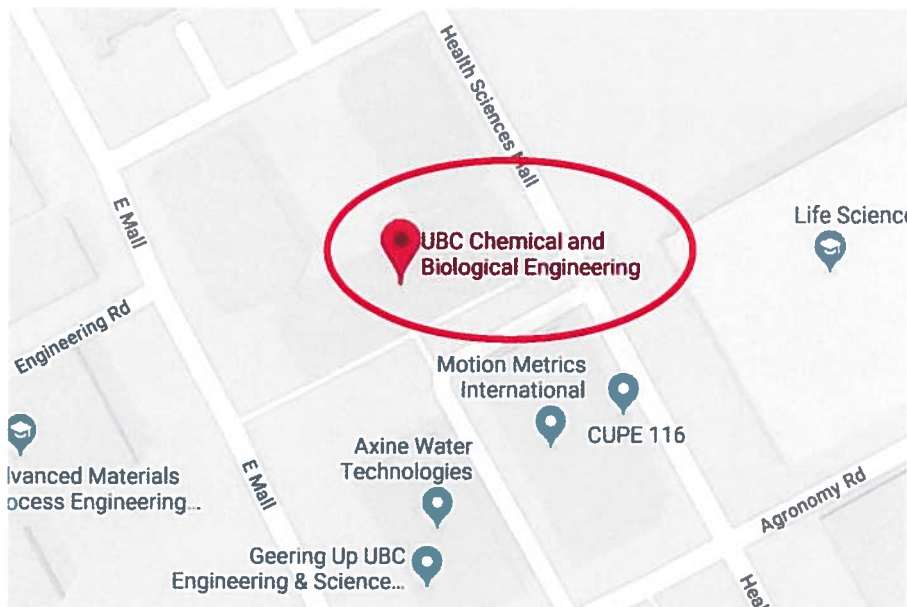 Health Sciences Mall
E Mall
UBC Chemical and
Biological Engineering
Life Science
Engineering Rd
Motion Metrics
International
CUPE 116
Axine Water
Technologies
lvanced Materials
ocess Engineering...
E Mall
Agronomy Rd
Geering Up UBC
Engineering & Science...
Heal